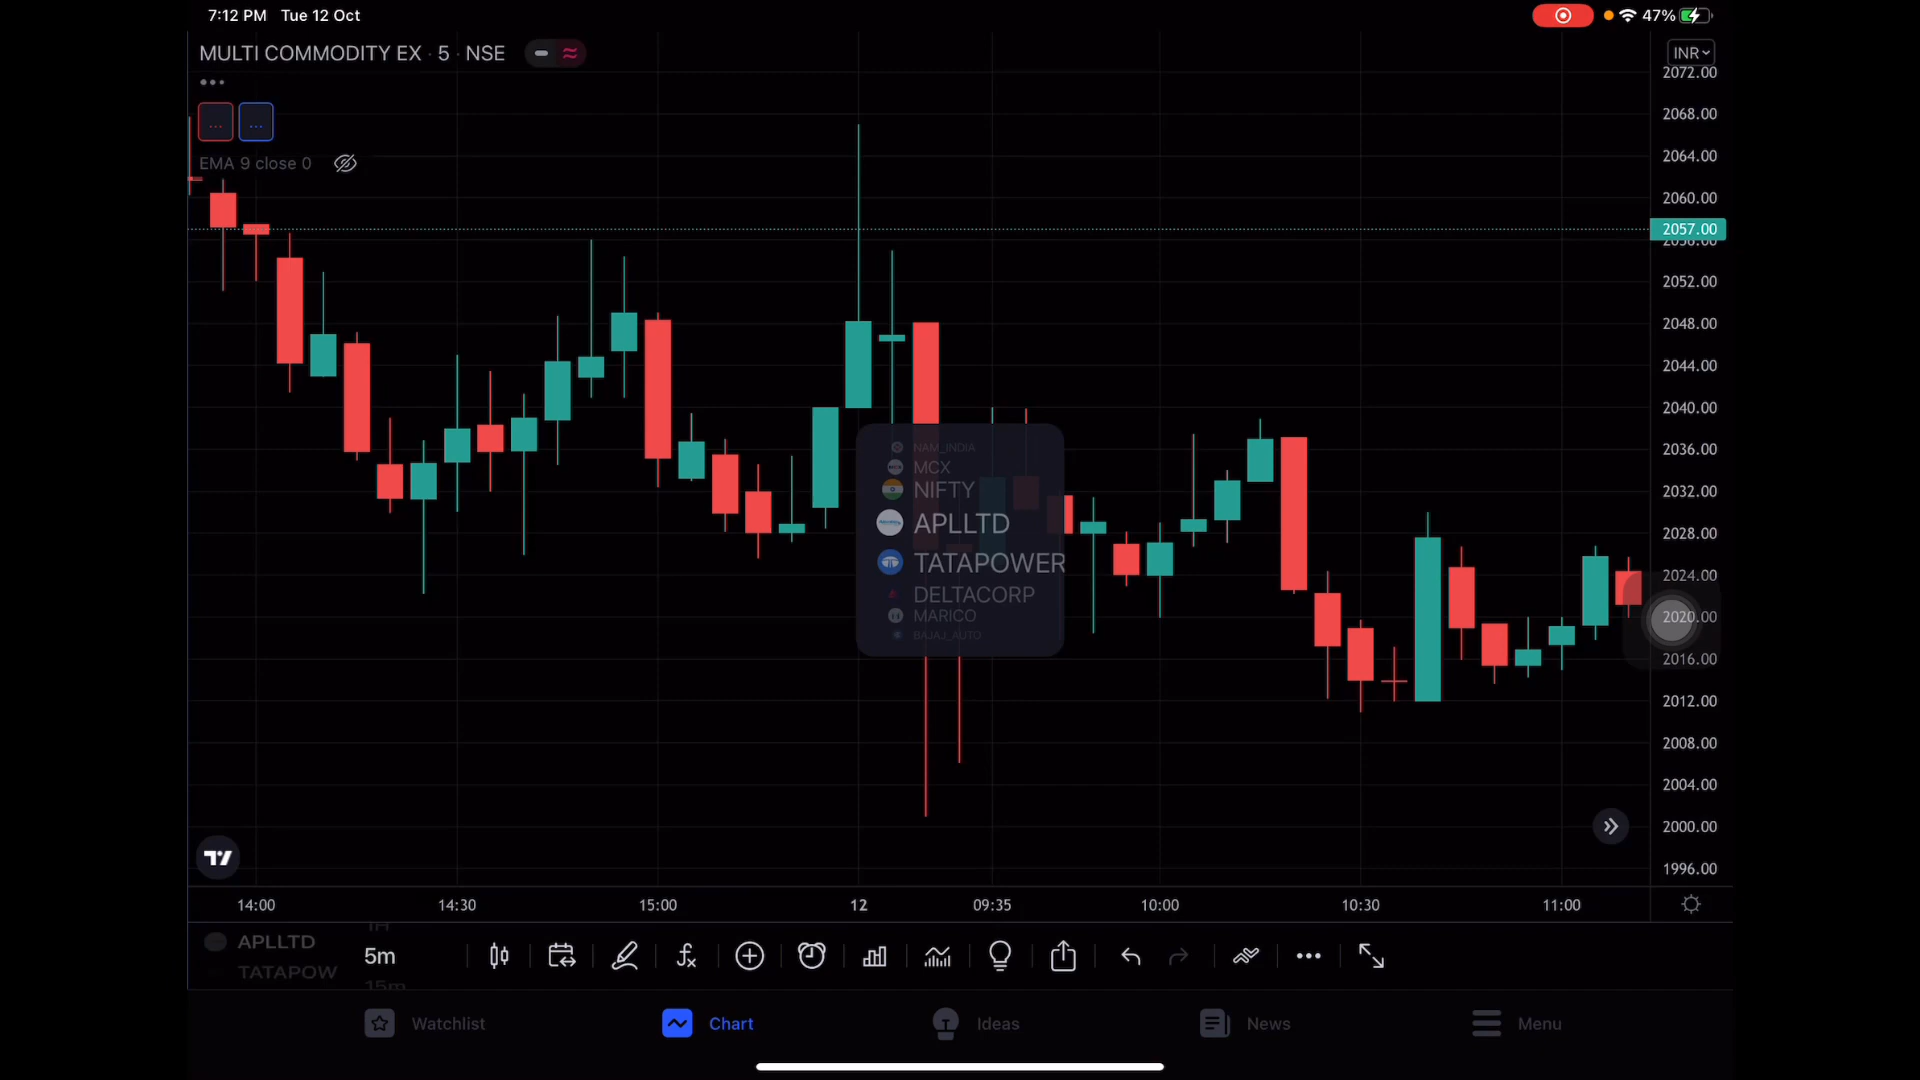 7:12 PM Tue 12 Oct
47%
MULTI COMMODITY EX · 5 · NSE
INR
2072.00
2068.00
EMA 9 close 0
2064.00
2060.00
2057.00
2056.00
2052.00
2048.00
2044.00
2040.00
2036.00
2032.00
2028.00
2024.00
2020.00
2016.00
2012.00
2008.00
2004.00
2000.00
1996.00
NAM_INDIA
MCX
NIFTY
APLLTD
TATAPOWER
DELTACORP
MARICO
BAJAJ_AUTO
14:00 14:30 15:00 12 09:35 10:00 10:30 11:00
1H
APLLTD
5m
TATAPOW
15m
Watchlist Chart Ideas News Menu